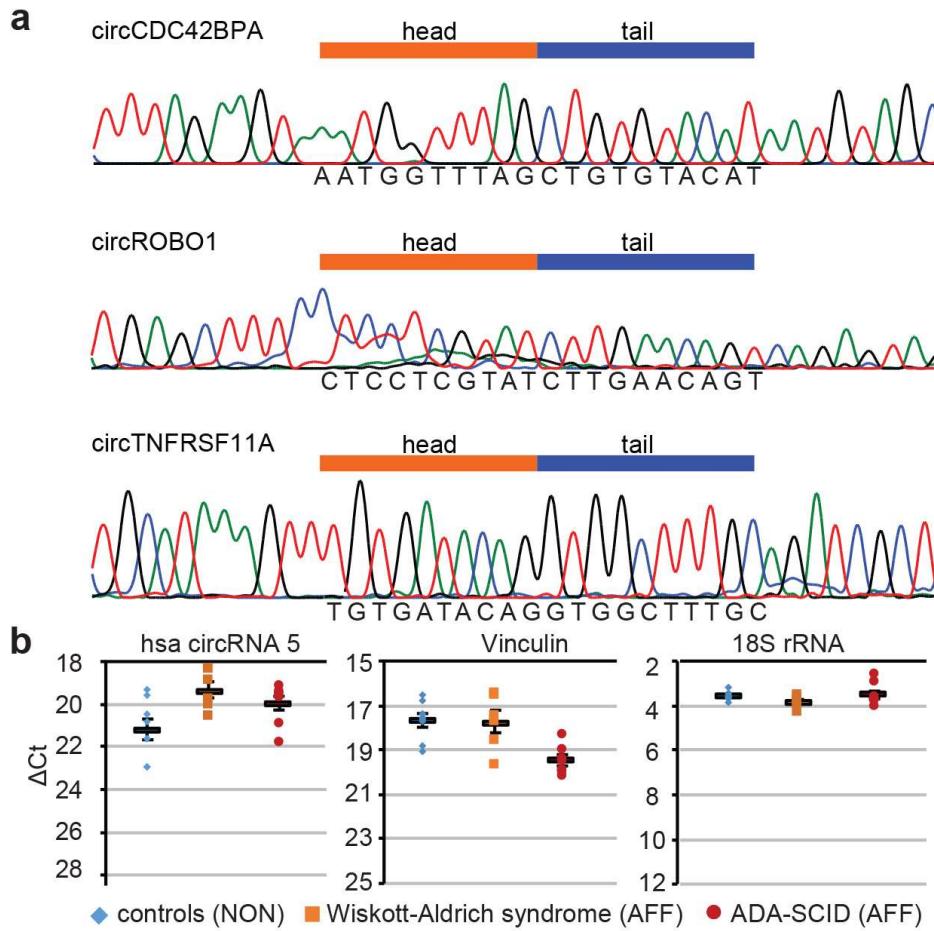 a
circCDC42BPA
head tail
AATGGTTTAGCTGTGTACAT
circROBO1
head tail
CTCCTCGTATCTTGAACAGT
circTNFRSF11A
head tail
TGTGATACAGGTGGCTTTGC
b
hsa circRNA 5 Vinculin 18S rRNA
ΔCt
18
20
22
24
26
28
15
17
19
21
23
25
2
4
6
8
10
12
controls (NON) Wiskott-Aldrich syndrome (AFF) ADA-SCID (AFF)